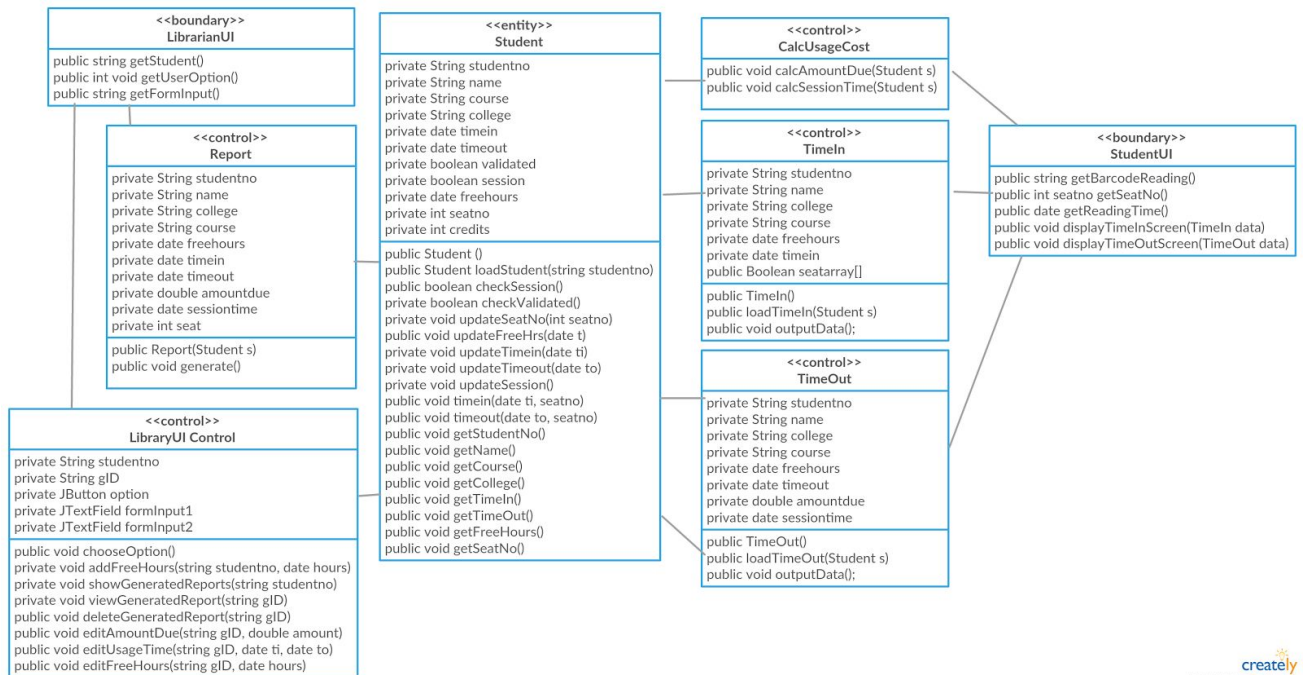 <<boundary>>
LibrarianUI
public string getStudent()
public int void getUserOption()
public string getFormInput()
<<control>>
Report
private String studentno
private String name
private String college
private String course
private date freehours
private date timein
private date timeout
private double amountdue
private date sessiontime
private int seat
public Report(Student s)
public void generate()
<<control>>
LibraryUI Control
private String studentno
private String gID
private JButton option
private JTextField formInput1
private JTextField formInput2
public void chooseOption()
private void addFreeHours(string studentno, date hours)
private void showGeneratedReports(string studentno)
private void viewGeneratedReport(string gID)
public void deleteGeneratedReport(string gID)
public void editAmountDue(string gID, double amount)
public void editUsageTime(string gID, date ti, date to)
public void editFreeHours(string gID, date hours)
<<entity>>
Student
private String studentno
private String name
private String course
private String college
private date timein
private date timeout
private boolean validated
private boolean session
private date freehours
private int seatno
private int credits
public Student ()
public Student loadStudent(string studentno)
public boolean checkSession()
private boolean checkValidated()
private void updateSeatNo(int seatno)
public void updateFreeHrs(date t)
private void updateTimein(date ti)
private void updateTimeout(date to)
private void updateSession()
public void timein(date ti, seatno)
public void timeout(date to, seatno)
public void getStudentNo()
public void getName()
public void getCourse()
public void getCollege()
public void getTimeIn()
public void getTimeOut()
public void getFreeHours()
public void getSeatNo()
<<control>>
CalcUsageCost
public void calcAmountDue(Student s)
public void calcSessionTime(Student s)
<<control>>
TimeIn
private String studentno
private String name
private String college
private String course
private date freehours
private date timein
public Boolean seatarray[]
public TimeIn()
public loadTimeIn(Student s)
public void outputData();
<<control>>
TimeOut
private String studentno
private String name
private String college
private String course
private date freehours
private date timeout
private double amountdue
private date sessiontime
public TimeOut()
public loadTimeOut(Student s)
public void outputData();
<<boundary>>
StudentUI
public string getBarcodeReading()
public int seatno getSeatNo()
public date getReadingTime()
public void displayTimeInScreen(TimeIn data)
public void displayTimeOutScreen(TimeOut data)
creately